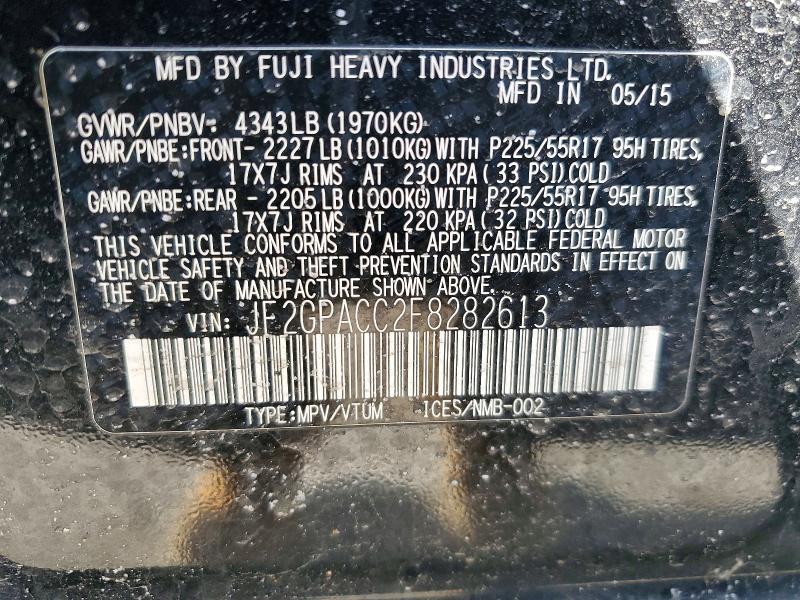 MFD BY FUJI HEAVY INDUSTRIES LTD.
MFD IN 05/15
GVWR/PNBV: 4343LB (1970KG)
GAWR/PNBE:FRONT- 2227LB (1010KG) WITH P225/55R17 95H TIRES,
17X7J RIMS AT 230 KPA (33 PSI) COLD
GAWR/PNBE:REAR - 2205LB (1000KG) WITH P225/55R17 95H TIRES,
17X7J RIMS AT 220 KPA (32 PSI) COLD
THIS VEHICLE CONFORMS TO ALL APPLICABLE FEDERAL MOTOR
VEHICLE SAFETY AND THEFT PREVENTION STANDARDS IN EFFECT ON
THE DATE OF MANUFACTURE SHOWN ABOVE.
VIN: JF2GPACC2F8282613
TYPE:MPV/VTUM ICES/NMB-002